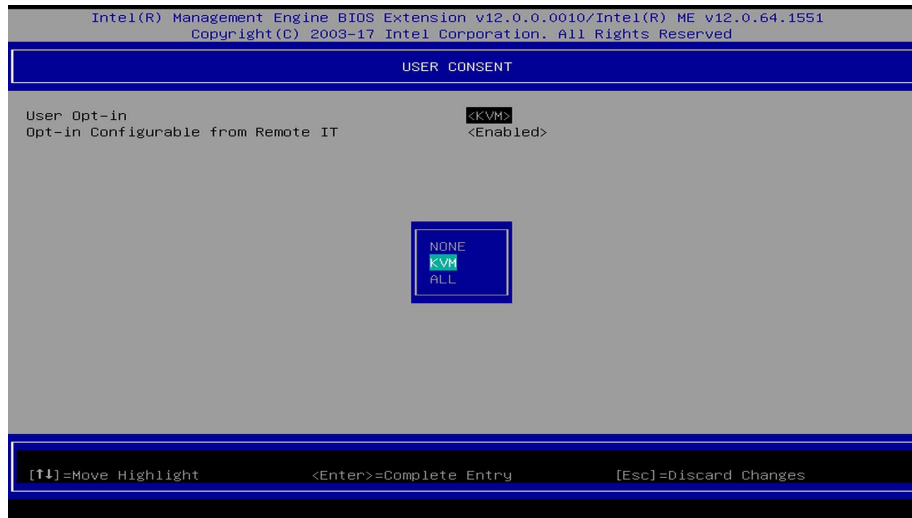 Intel(R) Management Engine BIOS Extension v12.0.0.0010/Intel(R) ME v12.0.64.1551
Copyright(C) 2003-17 Intel Corporation. All Rights Reserved
USER CONSENT
User Opt-in <KVM>
Opt-in Configurable from Remote IT <Enabled>
NONE
KVM
ALL
[↑↓]=Move Highlight <Enter>=Complete Entry [Esc]=Discard Changes